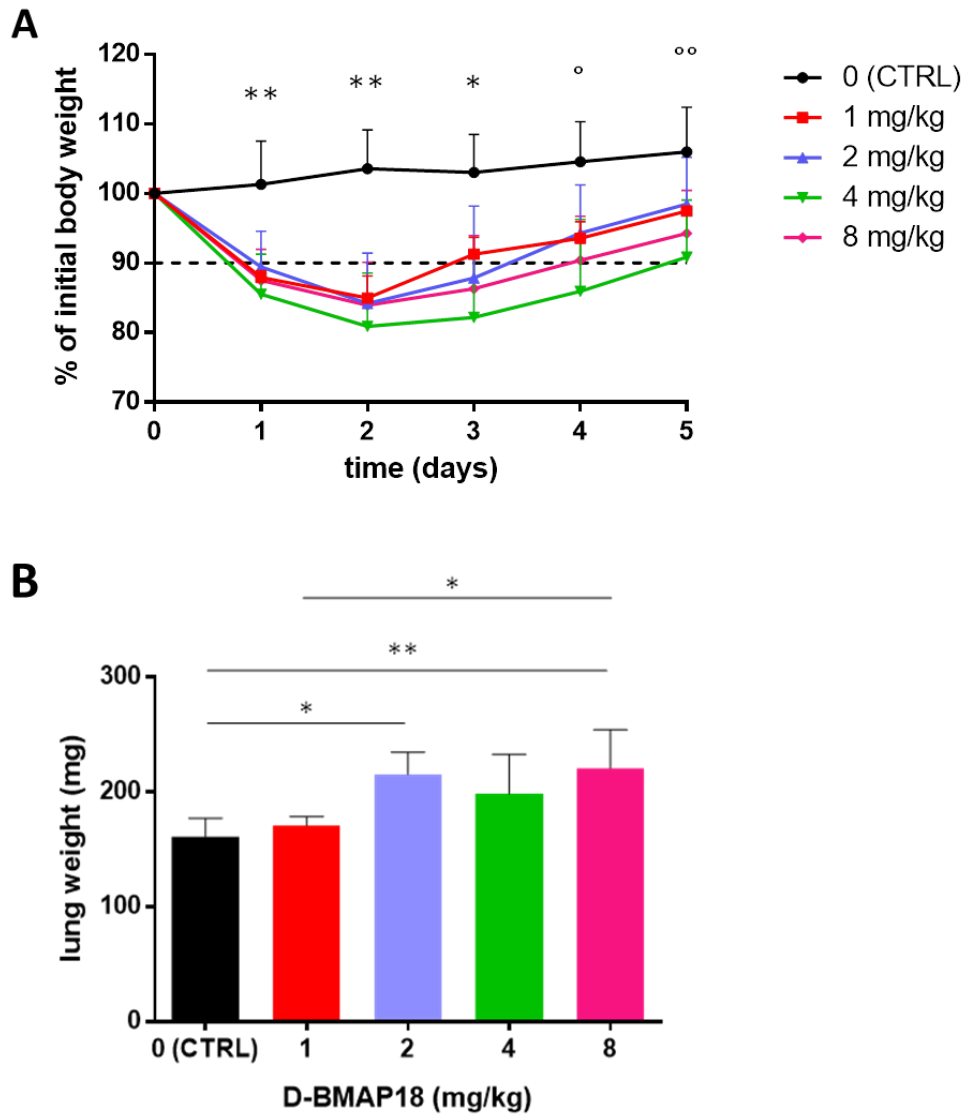 A
120
110
100
90
80
70
% of initial body weight
** ** * ° °°
0 1 2 3 4 5
time (days)
0 (CTRL)
1 mg/kg
2 mg/kg
4 mg/kg
8 mg/kg
B
*
**
*
300
200
100
0
lung weight (mg)
0 (CTRL) 1 2 4 8
D-BMAP18 (mg/kg)